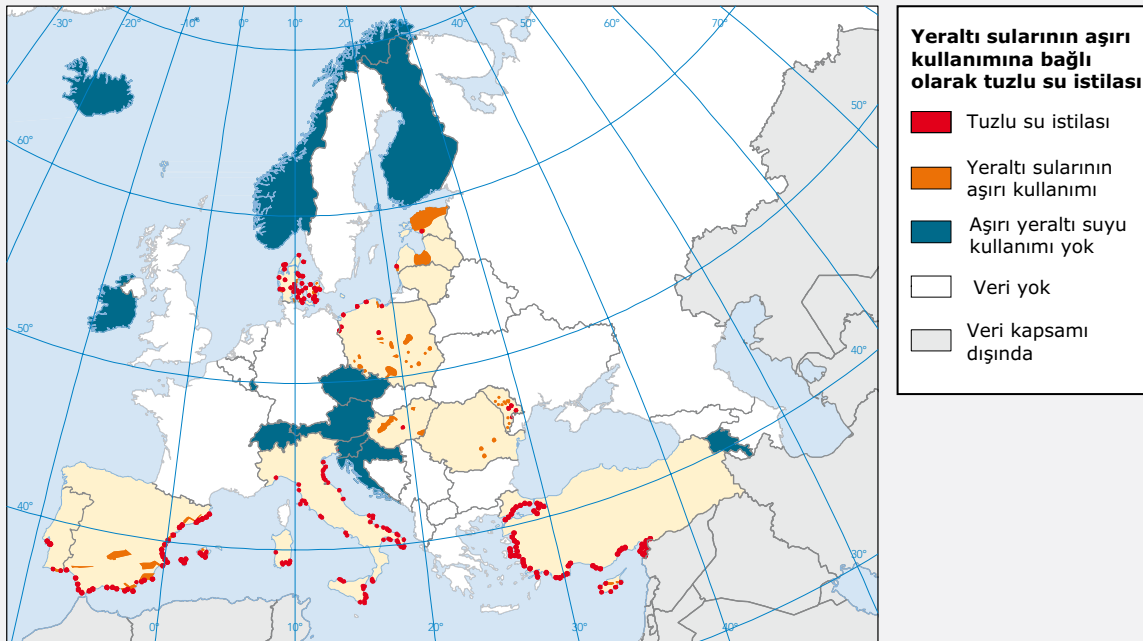 -30°
-20°
-10°
0°
10°
20°
30°
40°
50°
60°
70°
60°
50°
40°
50°
40°
30°
0°
10°
20°
30°
40°
Yeraltı sularının aşırı
kullanımına bağlı
olarak tuzlu su istilası
Tuzlu su istilası
Yeraltı sularının
aşırı kullanımı
Aşırı yeraltı suyu
kullanımı yok
Veri yok
Veri kapsamı
dışında